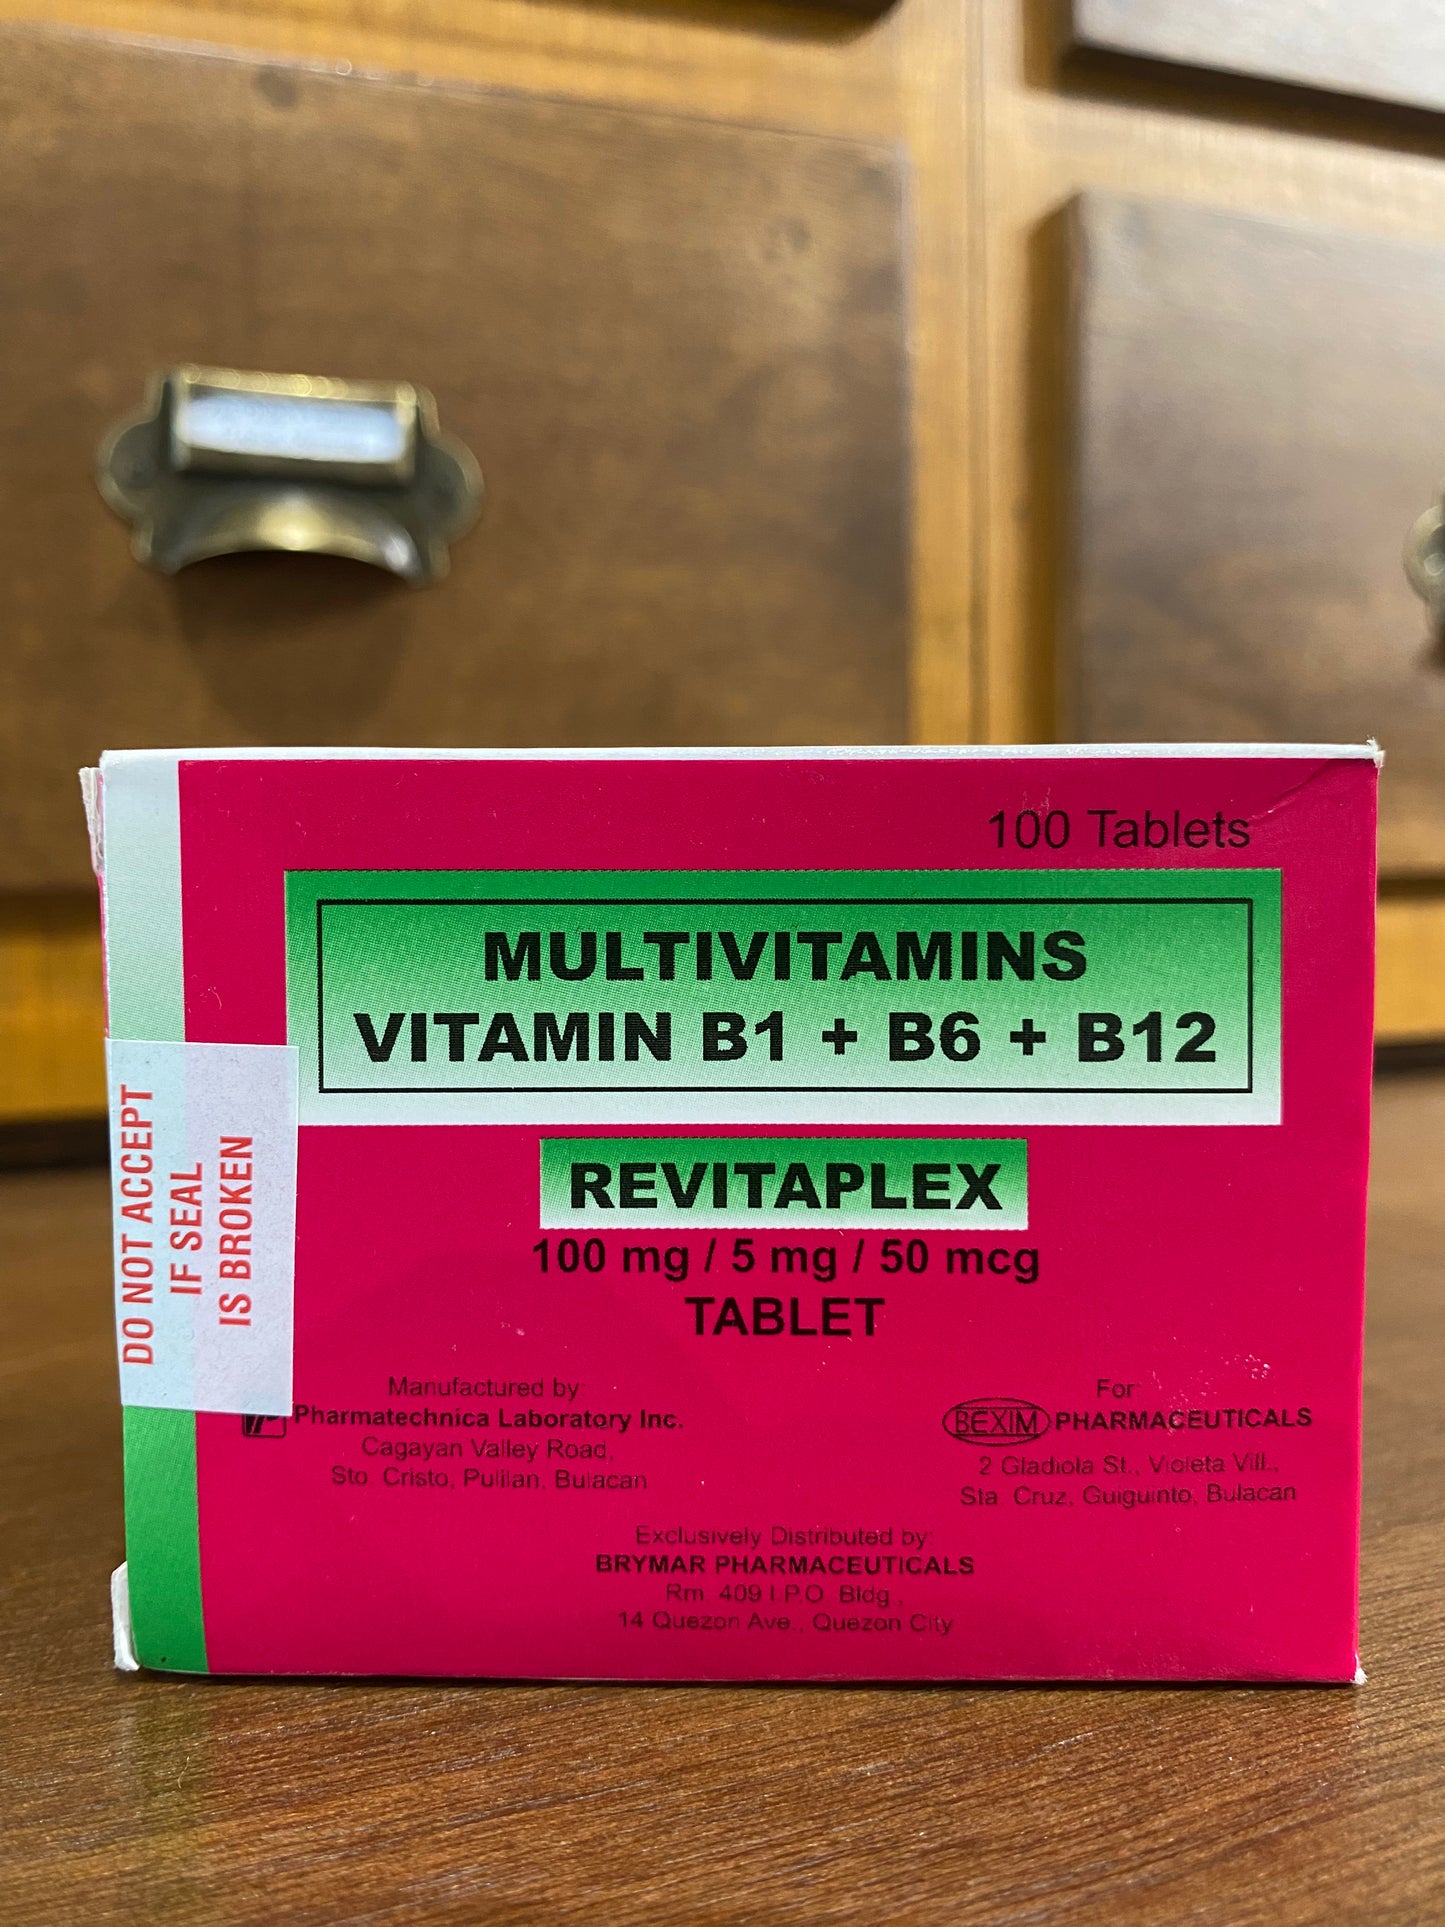 100 Tablets
MULTIVITAMINS
VITAMIN B1 + B6 + B12
REVITAPLEX
100 mg / 5 mg / 50 mcg
TABLET
DO NOT ACCEPT
IF SEAL
IS BROKEN
Manufactured by:
Pharmatechnica Laboratory Inc.
Cagayan Valley Road,
Sto. Cristo, Pulilan, Bulacan
For
BEXIM PHARMACEUTICALS
2 Gladiola St., Violeta Vill.,
Sta. Cruz, Guiguinto, Bulacan
Exclusively Distributed by:
BRYMAR PHARMACEUTICALS
Rm. 409 I.P.O. Bldg.,
14 Quezon Ave., Quezon City